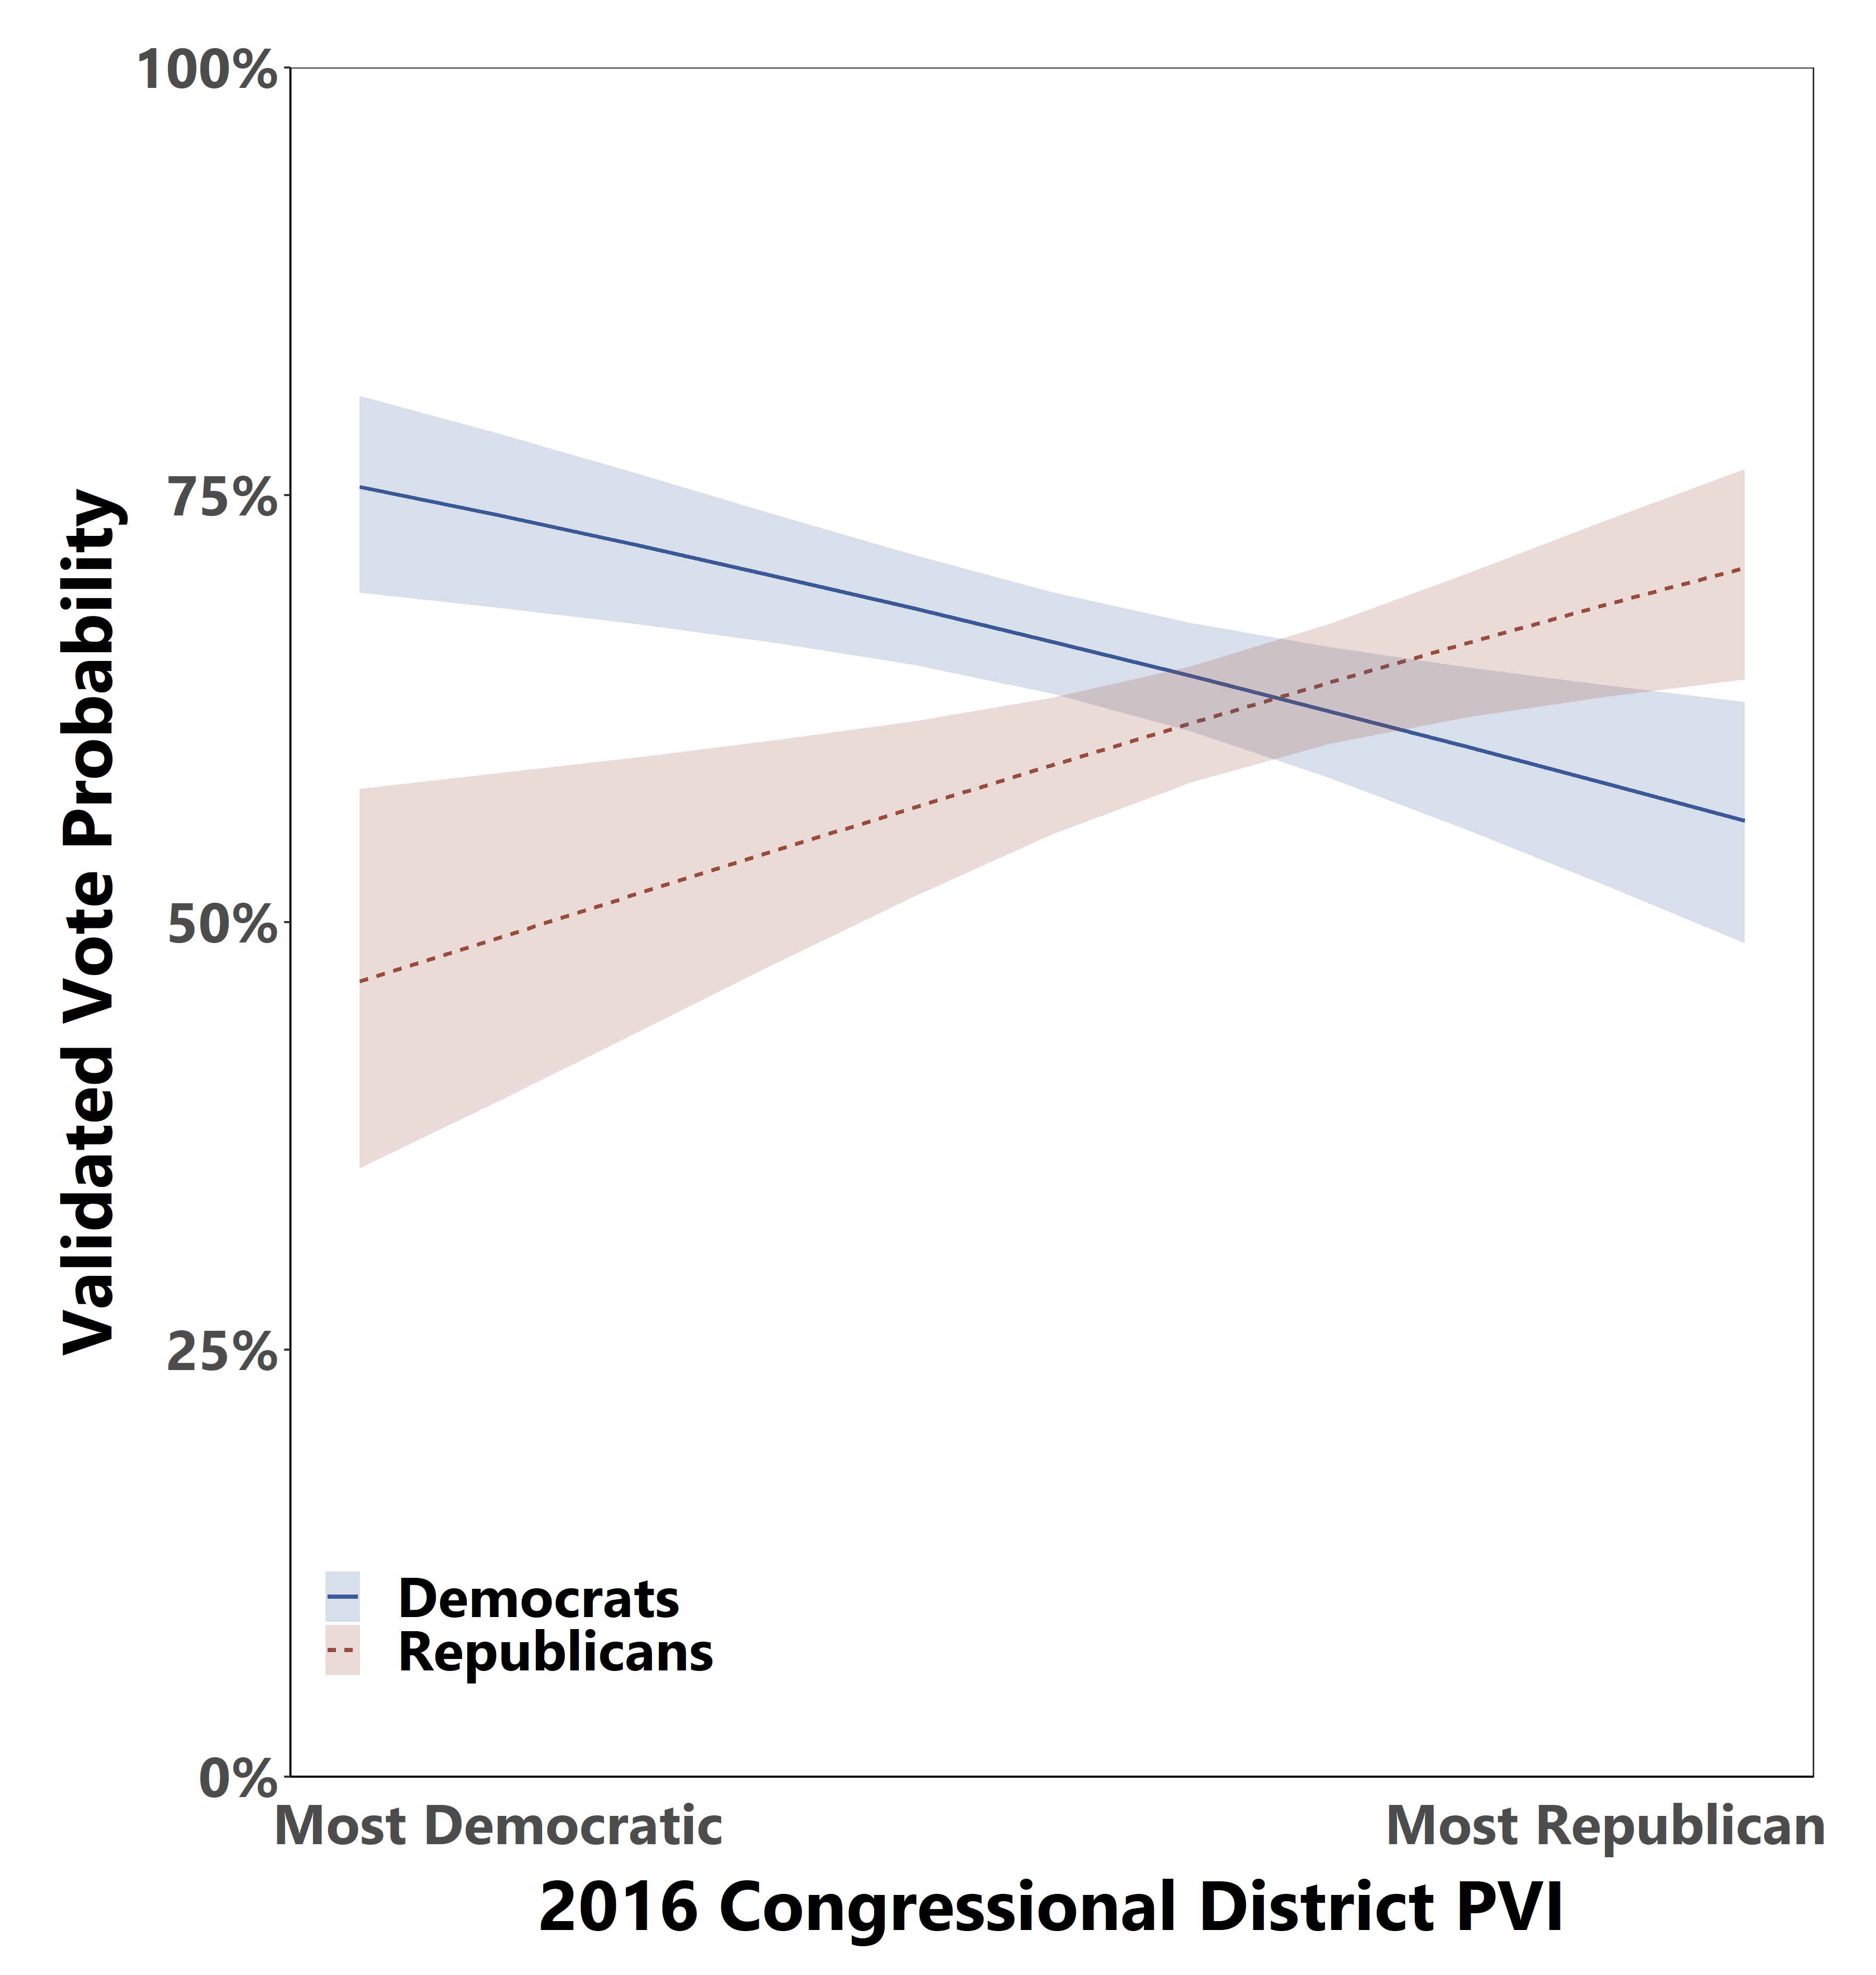 100%
75%
50%
25%
0%
Validated Vote Probability
Democrats
Republicans
Most Democratic
Most Republican
2016 Congressional District PVI